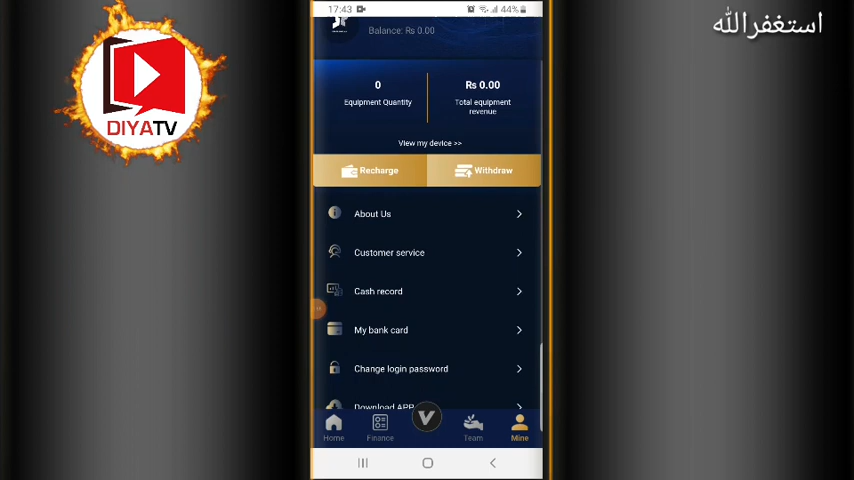 17:43
44%
استغفرالله
DIYATV
Balance: Rs 0.00
0
Rs 0.00
Equipment Quantity
Total equipment
revenue
View my device >>
Recharge
Withdraw
About Us
Customer service
Cash record
My bank card
Change login password
Download APP
Home
Finance
V
Team
Mine